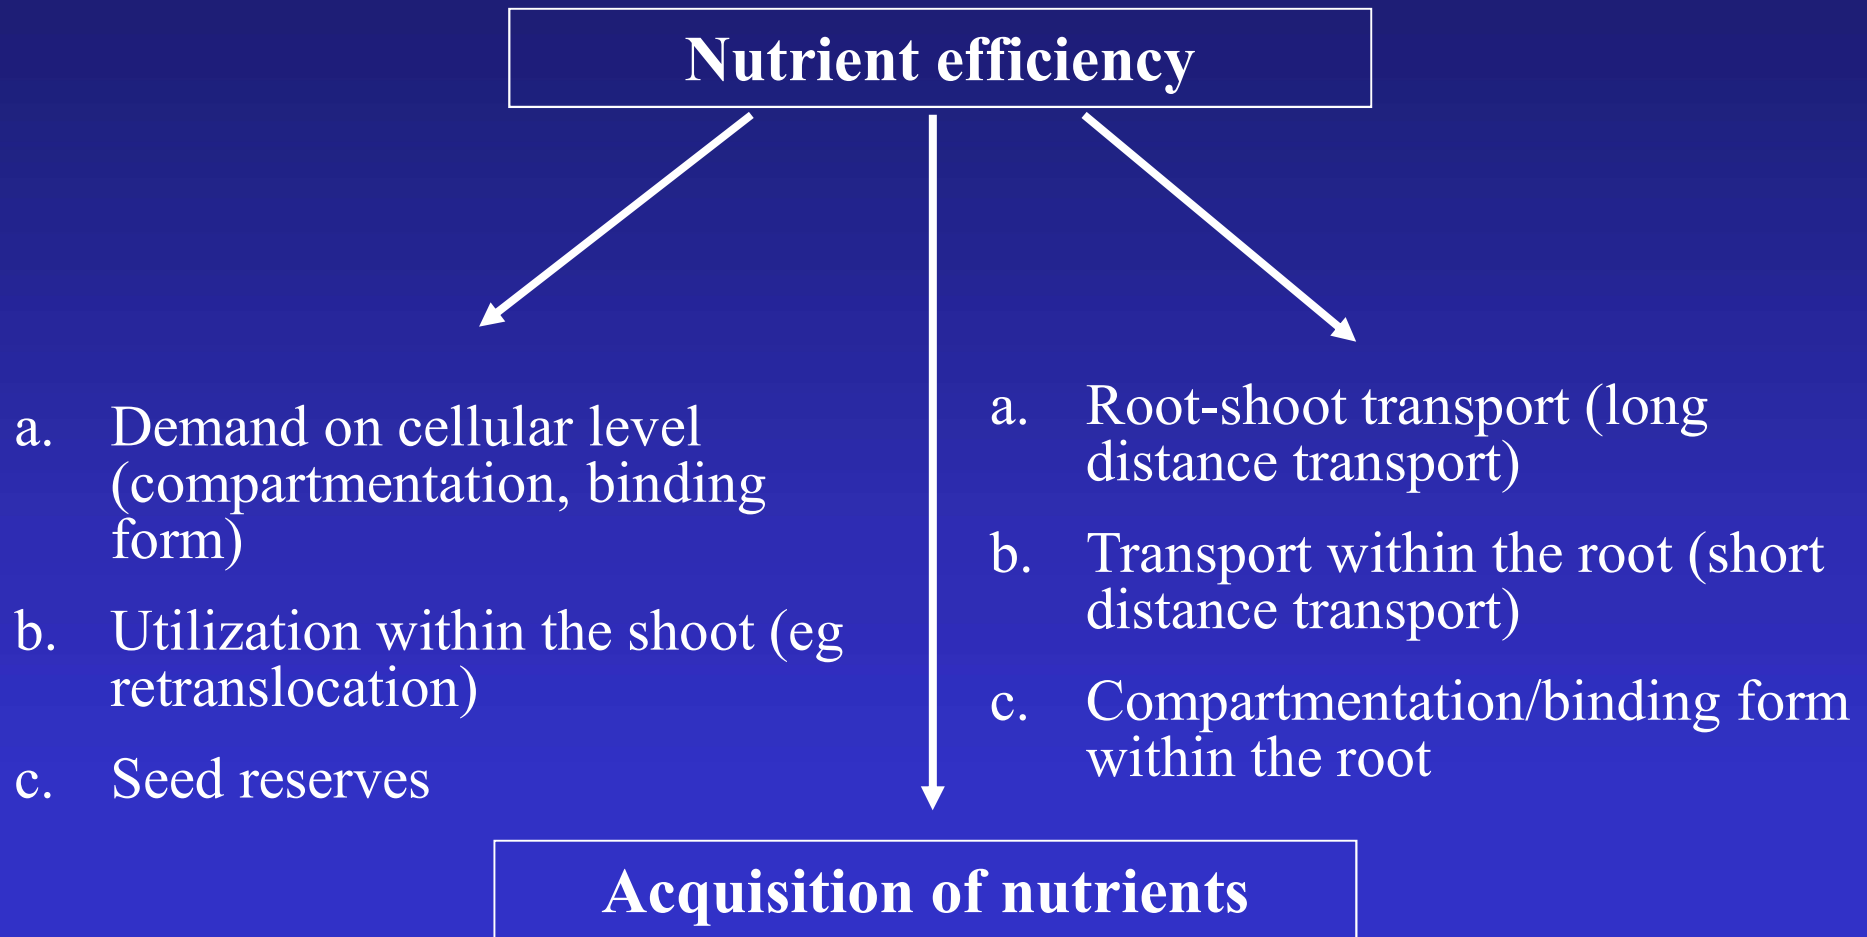 Nutrient efficiency
a. Demand on cellular level
(compartmentation, binding
form)
b. Utilization within the shoot (eg
retranslocation)
c. Seed reserves
a. Root-shoot transport (long
distance transport)
b. Transport within the root (short
distance transport)
c. Compartmentation/binding form
within the root
Acquisition of nutrients